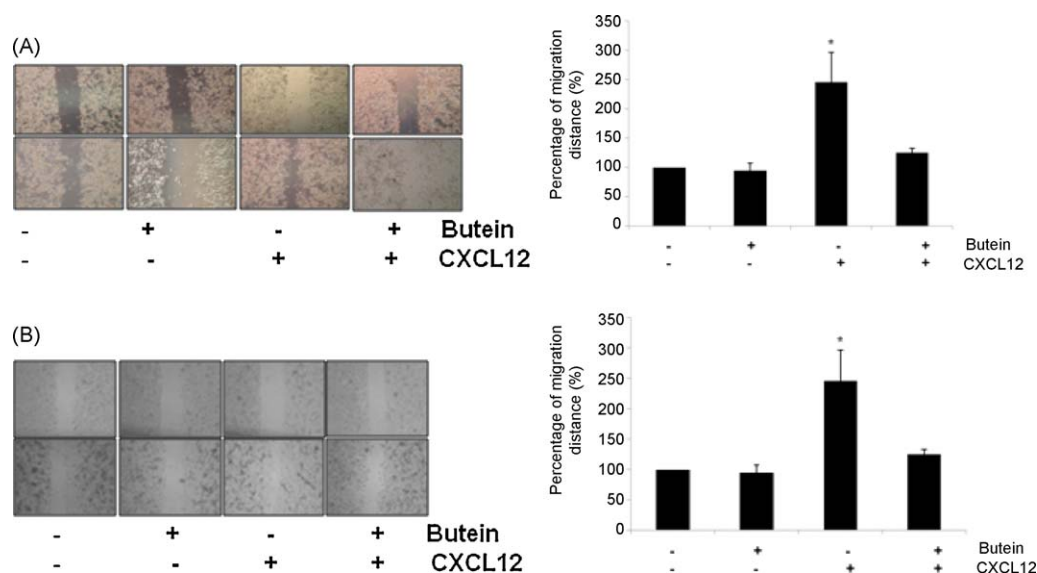 (A)
- + - + Butein
- - + + CXCL12
Percentage of migration
distance (%)
350
300
250
200
150
100
50
0
*
- + - + Butein
- - + + CXCL12
(B)
- + - + Butein
- - + + CXCL12
Percentage of migration
distance (%)
350
300
250
200
150
100
50
0
*
- + - + Butein
- - + + CXCL12